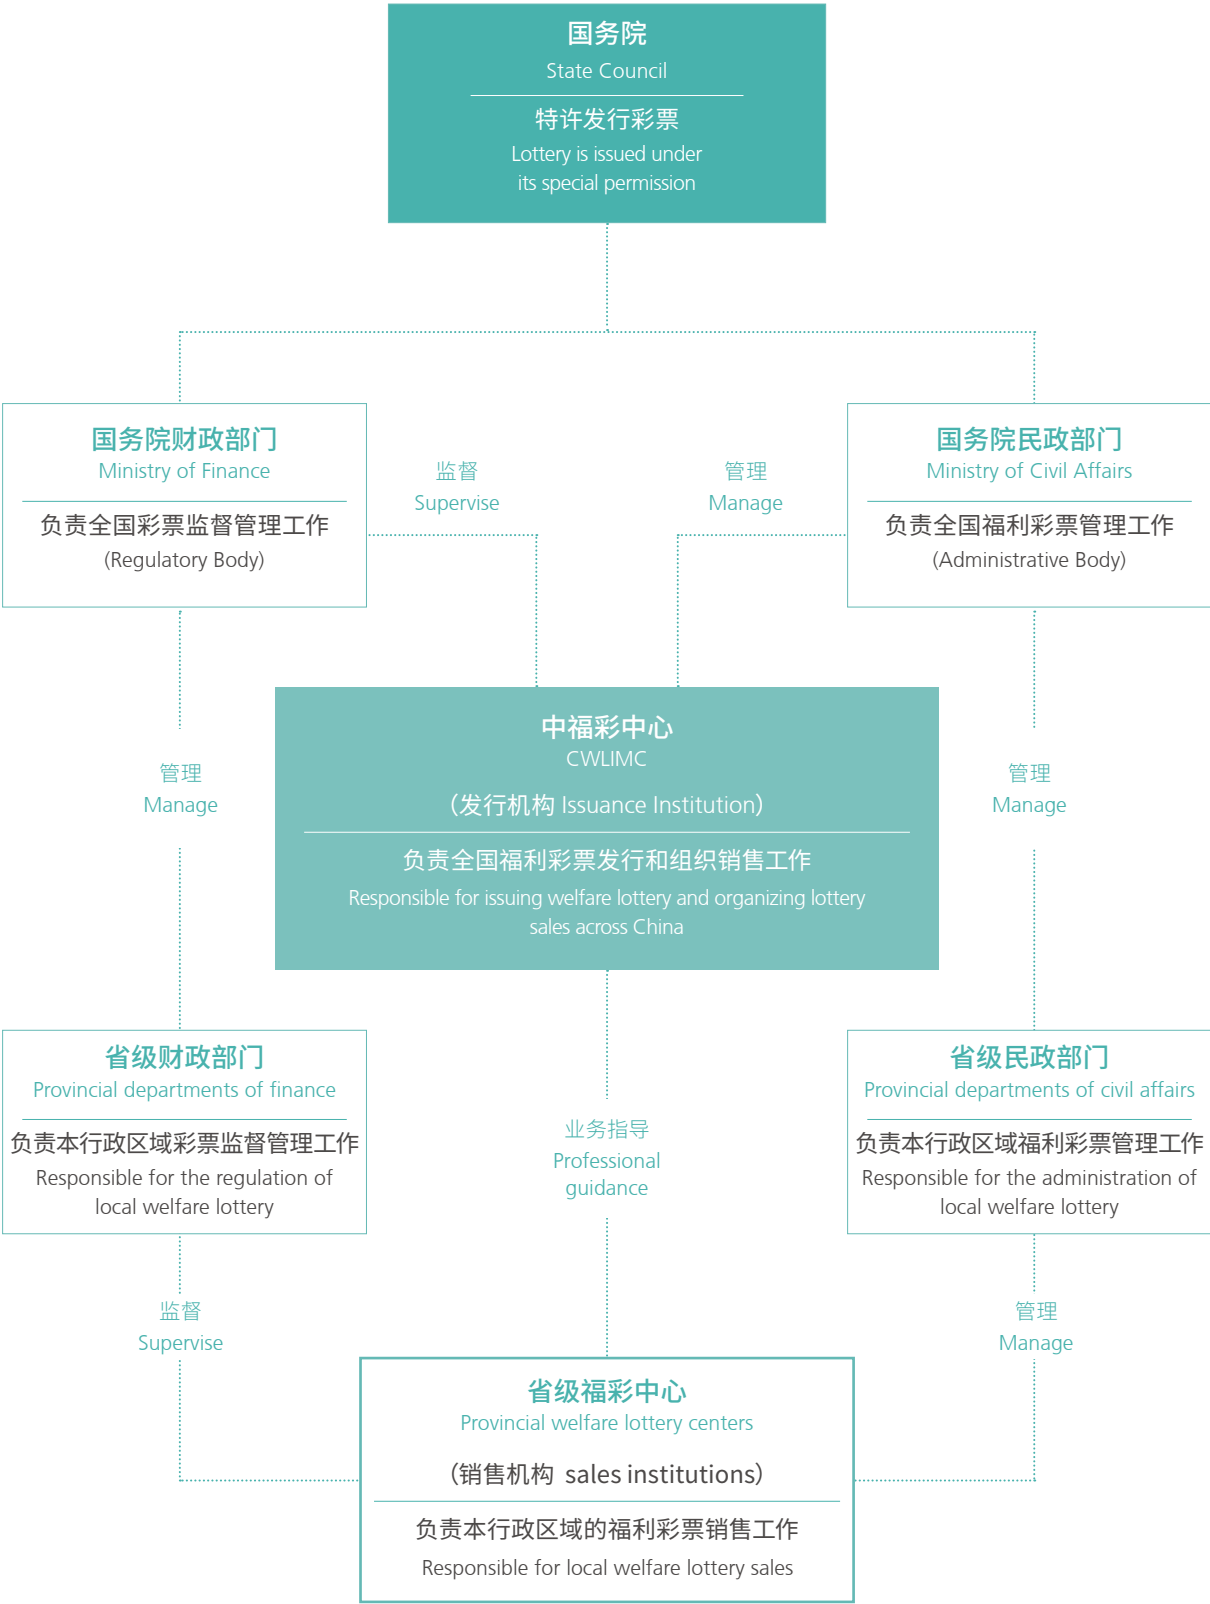 国务院
State Council
特许发行彩票
Lottery is issued under
its special permission
国务院财政部门
Ministry of Finance
负责全国彩票监督管理工作
(Regulatory Body)
监督
Supervise
管理
Manage
国务院民政部门
Ministry of Civil Affairs
负责全国福利彩票管理工作
(Administrative Body)
管理
Manage
中福彩中心
CWLIMC
（发行机构 Issuance Institution）
负责全国福利彩票发行和组织销售工作
Responsible for issuing welfare lottery and organizing lottery
sales across China
管理
Manage
省级财政部门
Provincial departments of finance
负责本行政区域彩票监督管理工作
Responsible for the regulation of
local welfare lottery
业务指导
Professional
guidance
省级民政部门
Provincial departments of civil affairs
负责本行政区域福利彩票管理工作
Responsible for the administration of
local welfare lottery
监督
Supervise
管理
Manage
省级福彩中心
Provincial welfare lottery centers
（销售机构 sales institutions）
负责本行政区域的福利彩票销售工作
Responsible for local welfare lottery sales